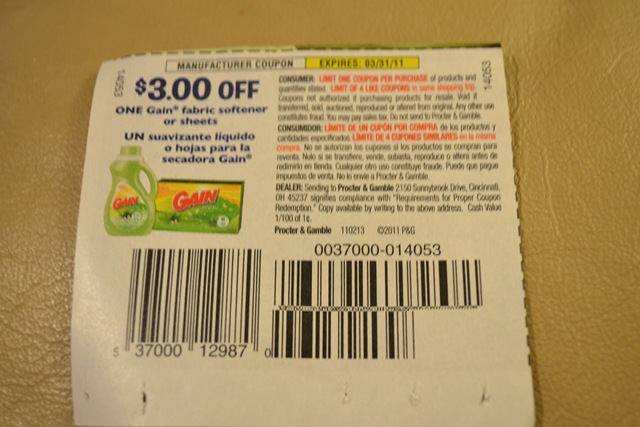 MANUFACTURER COUPON EXPIRES: 03/31/11
14053
$3.00 OFF
ONE Gain® fabric softener
or sheets
UN suavizante líquido
o hojas para la
secadora Gain®
GAIN
GAIN
CONSUMER: LIMIT ONE COUPON PER PURCHASE of products and
quantities stated. LIMIT OF 4 LIKE COUPONS in same shopping trip.
Coupons not authorized if purchasing products for resale. Void if
transferred, sold, auctioned, reproduced or altered from original. Any other use
constitutes fraud. You may pay sales tax. Do not send to Procter & Gamble.
CONSUMIDOR: LÍMITE DE UN CUPÓN POR COMPRA de los productos y
cantidades especificados. LÍMITE DE 4 CUPONES SIMILARES en la misma
compra. No se autorizan los cupones si los productos se compran para
reventa. Nulo si se transfiere, vende, subasta, reproduce o altera antes de
redimirlo en tienda. Cualquier otro uso constituye fraude. Puede que pague
impuestos de venta. No lo envíe a Procter & Gamble.
DEALER: Sending to Procter & Gamble 2150 Sunnybrook Drive, Cincinnati,
OH 45237 signifies compliance with "Requirements for Proper Coupon
Redemption." Copy available by writing to the above address. Cash Value
1/100 of 1¢.
Procter & Gamble 110213 ©2011 P&G
14053
0037000-014053
5 37000 12987 0